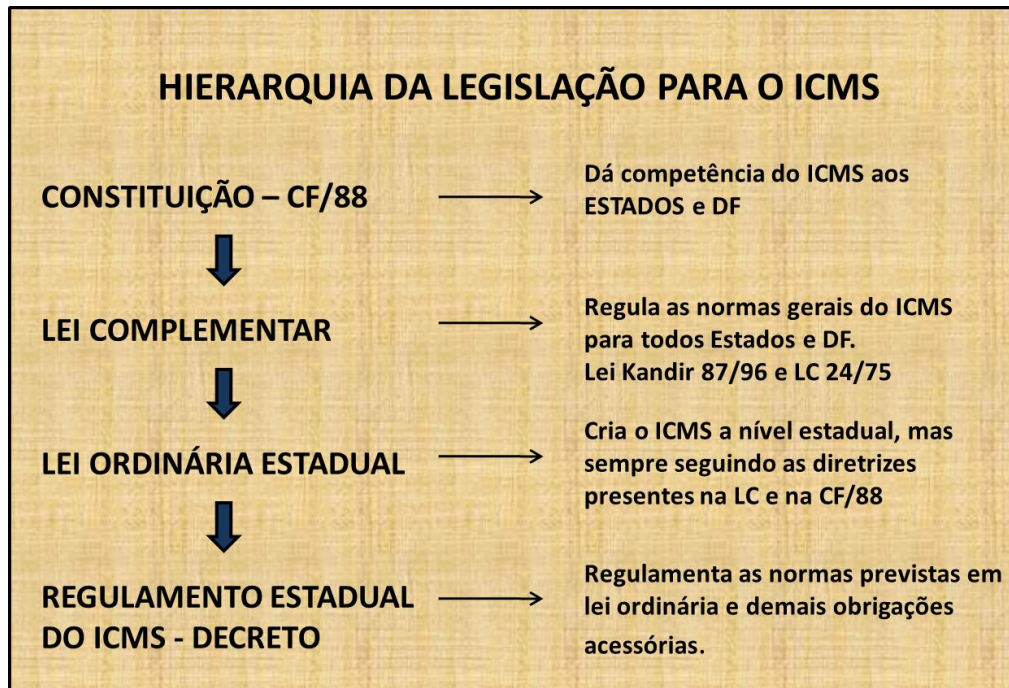 HIERARQUIA DA LEGISLAÇÃO PARA O ICMS
CONSTITUIÇÃO – CF/88
Dá competência do ICMS aos
ESTADOS e DF
LEI COMPLEMENTAR
Regula as normas gerais do ICMS
para todos Estados e DF.
Lei Kandir 87/96 e LC 24/75
LEI ORDINÁRIA ESTADUAL
Cria o ICMS a nível estadual, mas
sempre seguindo as diretrizes
presentes na LC e na CF/88
REGULAMENTO ESTADUAL
DO ICMS - DECRETO
Regulamenta as normas previstas em
lei ordinária e demais obrigações
acessórias.